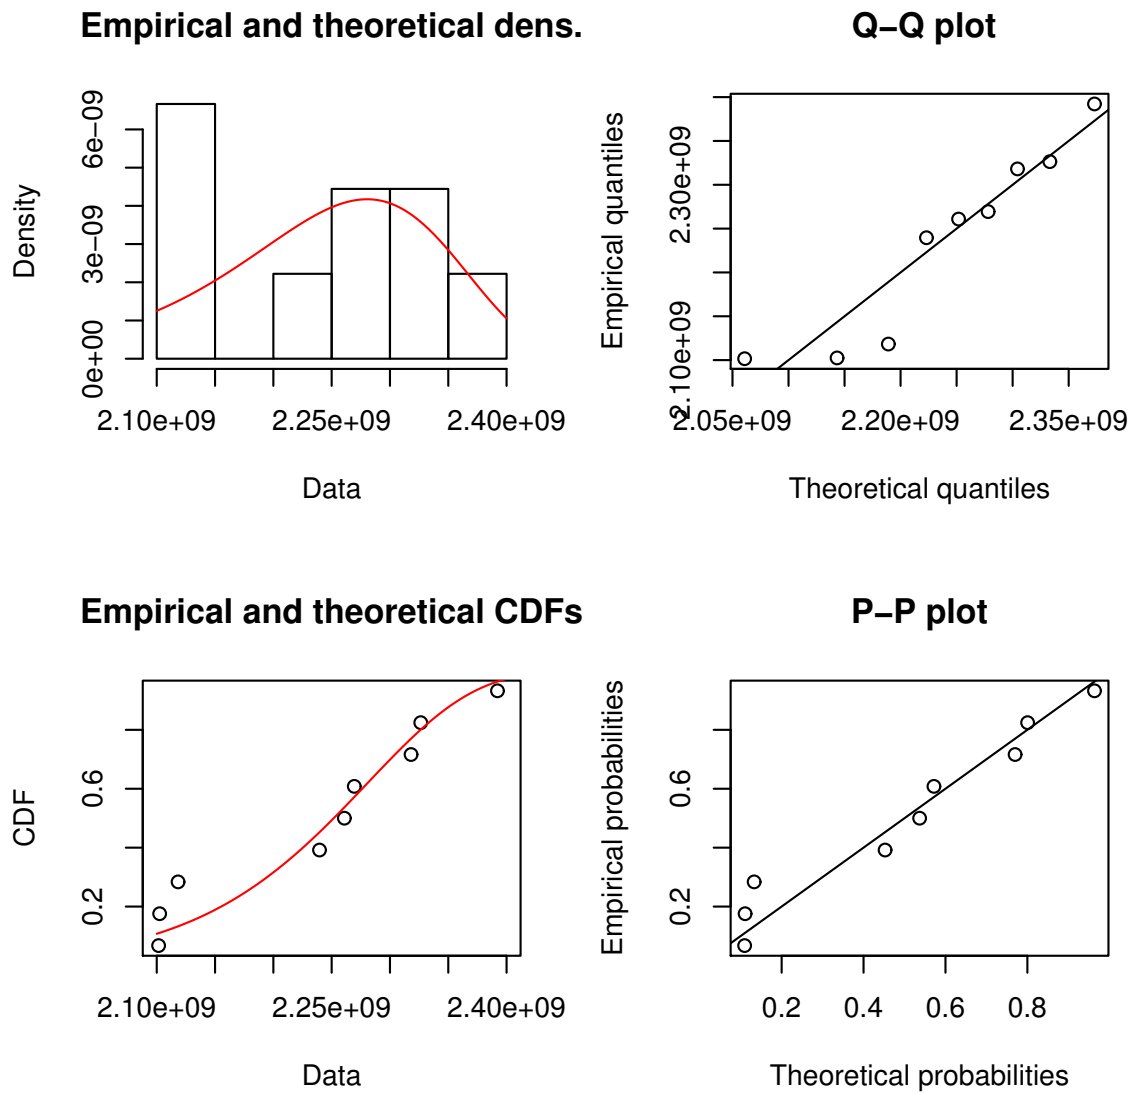 Empirical and theoretical dens.
Density
0e+00 3e−09 6e−09
2.10e+09 2.25e+09 2.40e+09
Data
Q−Q plot
Empirical quantiles
2.10e+09 2.30e+09
2.05e+09 2.20e+09 2.35e+09
Theoretical quantiles
Empirical and theoretical CDFs
CDF
0.2 0.6
2.10e+09 2.25e+09 2.40e+09
Data
P−P plot
Empirical probabilities
0.2 0.6
0.2 0.4 0.6 0.8
Theoretical probabilities